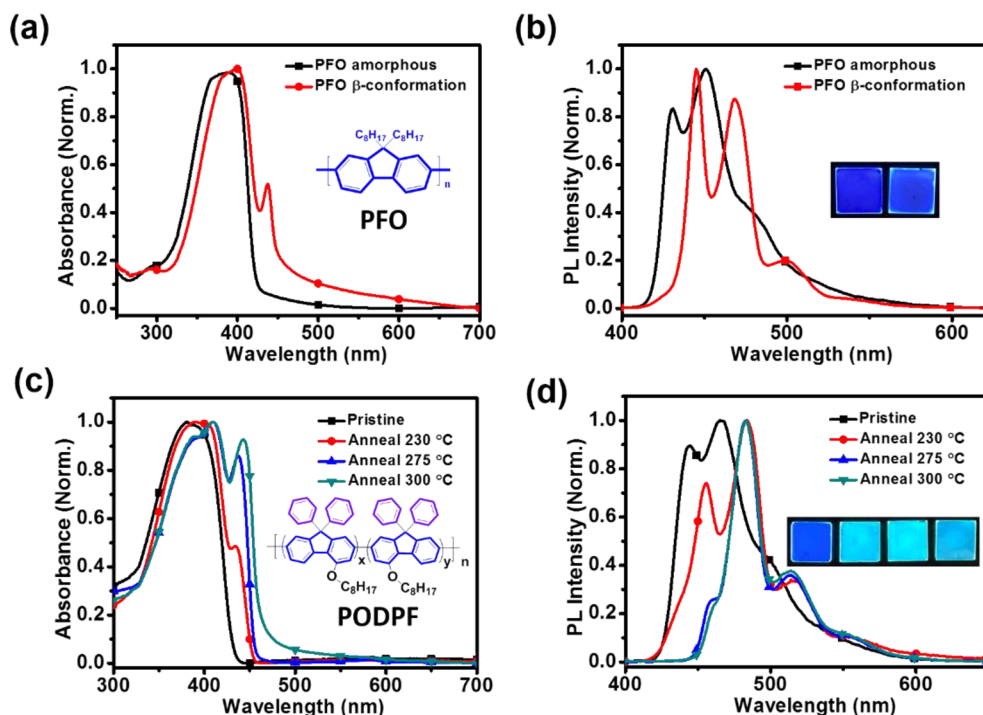 (a)
Absorbance (Norm.)
1.0
0.8
0.6
0.4
0.2
0.0
300 400 500 600 700
Wavelength (nm)
PFO amorphous
PFO β-conformation
C₈H₁₇ C₈H₁₇
n
PFO
(b)
PL Intensity (Norm.)
1.0
0.8
0.6
0.4
0.2
0.0
400 500 600
Wavelength (nm)
PFO amorphous
PFO β-conformation
(c)
Absorbance (Norm.)
1.0
0.8
0.6
0.4
0.2
0.0
300 400 500 600 700
Wavelength (nm)
Pristine
Anneal 230 °C
Anneal 275 °C
Anneal 300 °C
x y n
O O
C₈H₁₇ C₈H₁₇
PODPF
(d)
PL Intensity (Norm.)
1.0
0.8
0.6
0.4
0.2
0.0
400 500 600
Wavelength (nm)
Pristine
Anneal 230 °C
Anneal 275 °C
Anneal 300 °C